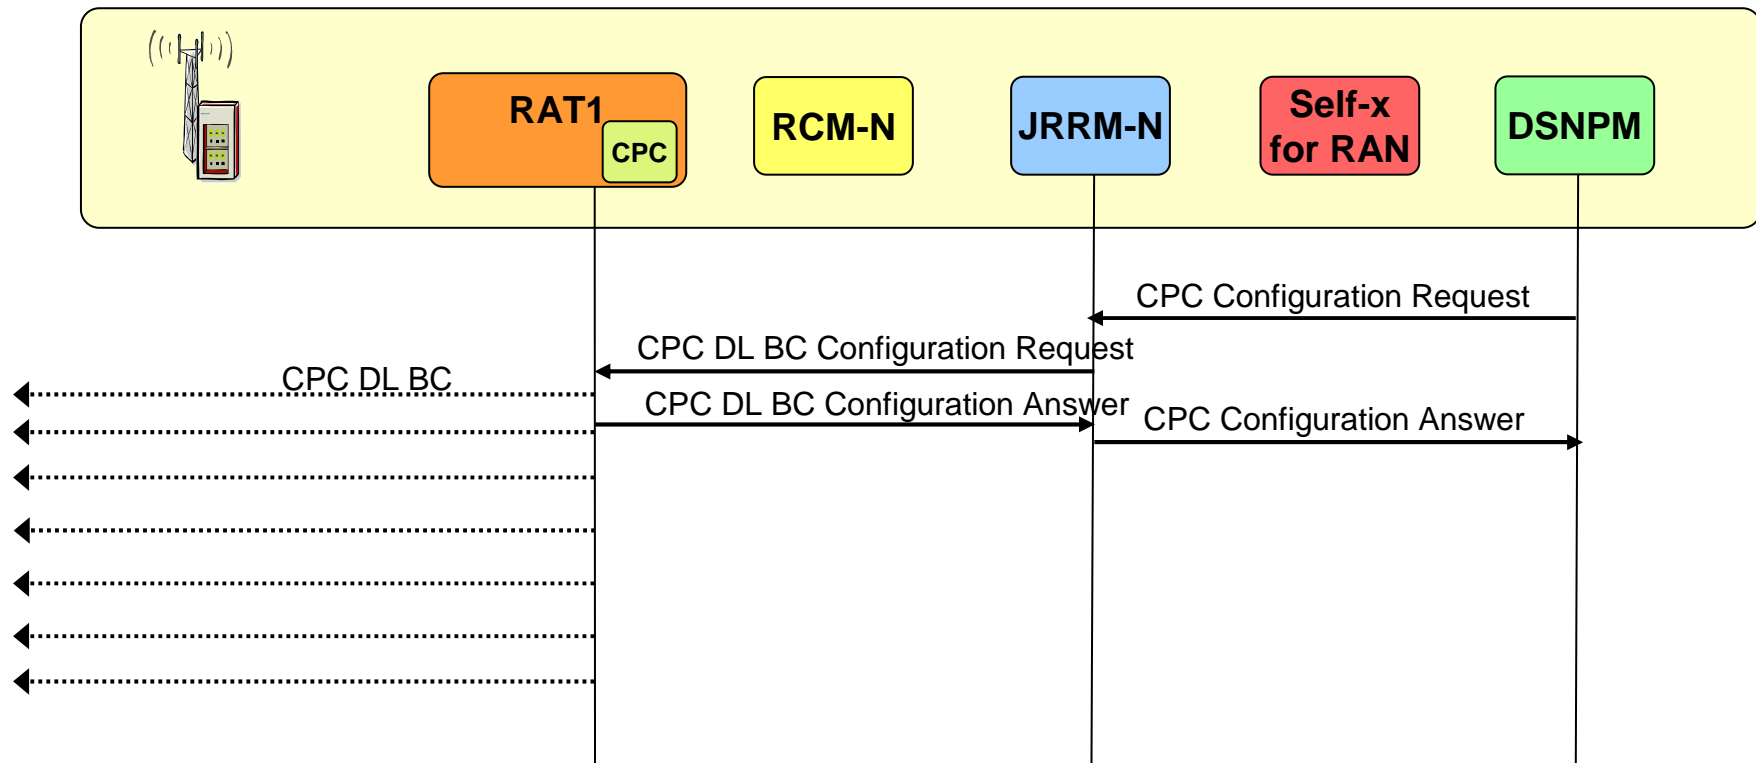 RAT1
CPC
RCM-N
JRRM-N
Self-x
for RAN
DSNPM
CPC Configuration Request
CPC DL BC Configuration Request
CPC DL BC
CPC DL BC Configuration Answer
CPC Configuration Answer